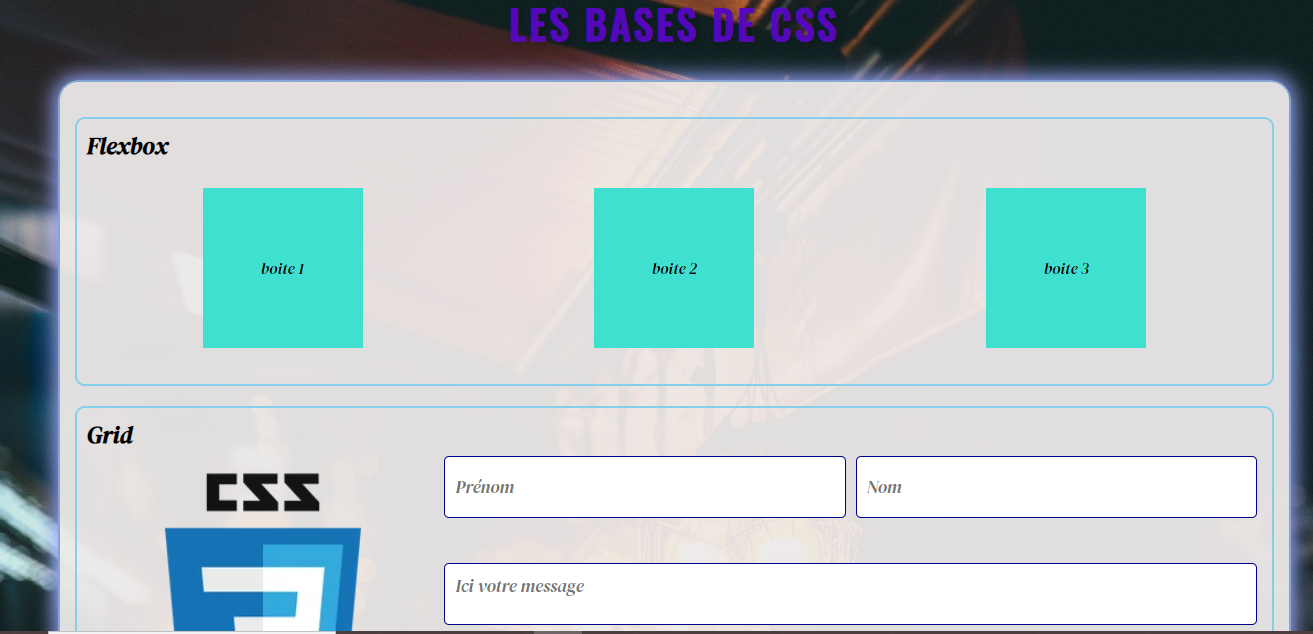 LES BASES DE CSS
Flexbox
boite 1 boite 2 boite 3
Grid
CSS
Prénom Nom
Ici votre message